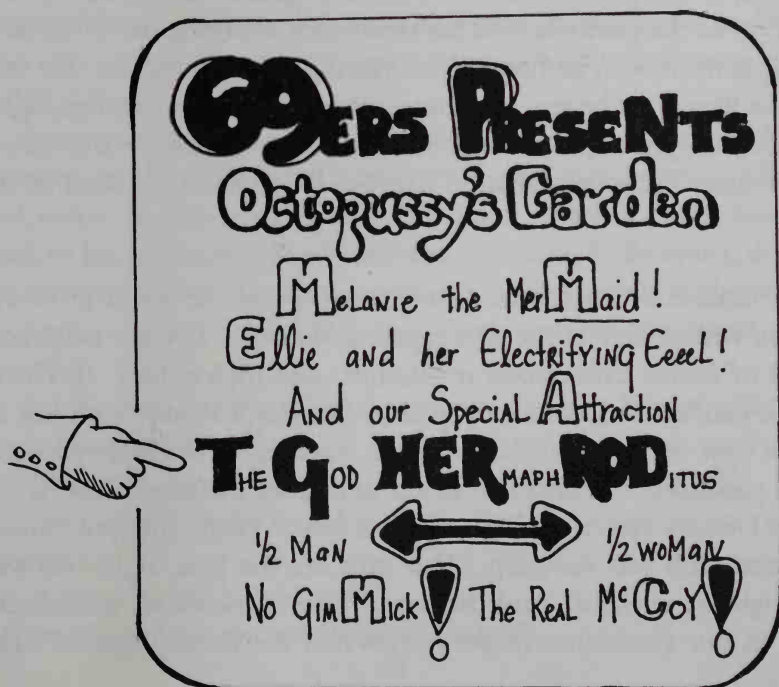 69ERS PRESENTS
Octopussy's Garden
MELANIE the MerMaid!
Ellie and her Electrifying EeeeL!
And our Special Attraction
THE GOD HERMAPHRODITUS
1/2 MAN 1/2 WOMAN
No GimMick! The Real McCoy!